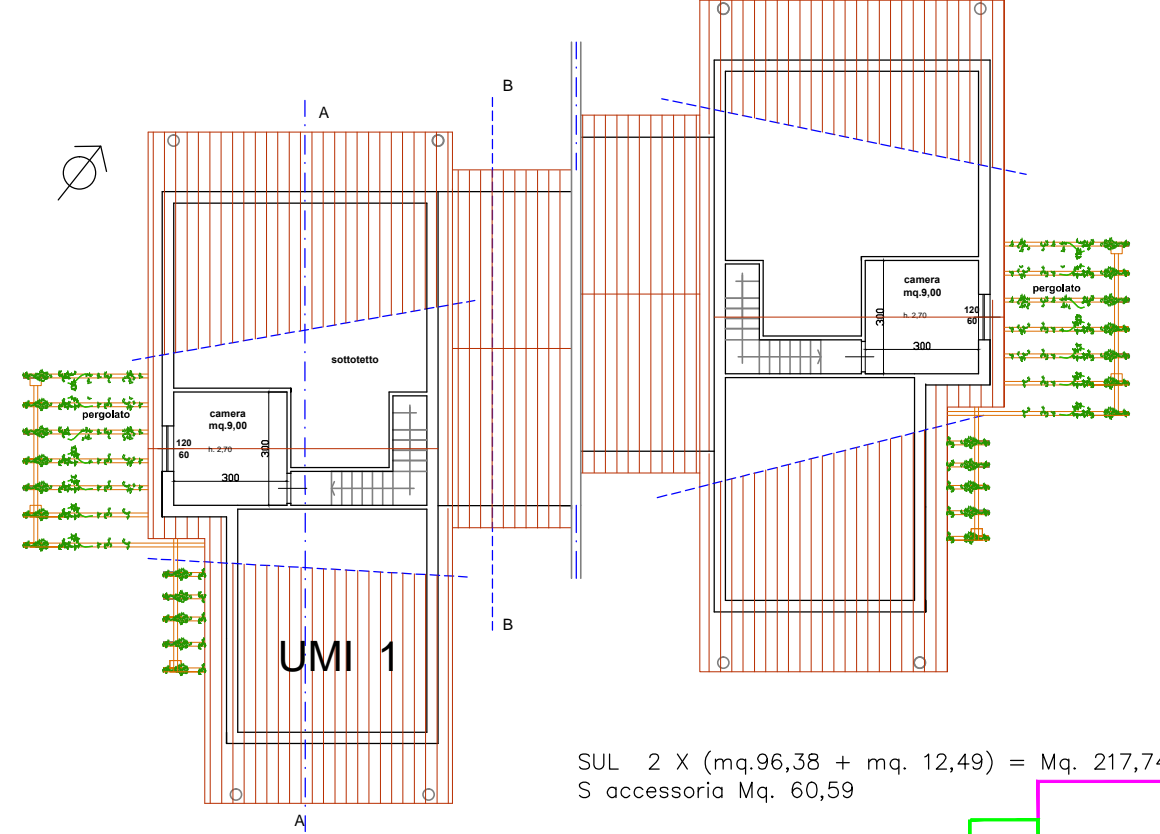 A
B
sottotetto
camera
mq.9,00
h. 2,70
300
300
120
60
pergolato
UMI 1
B
A
camera
mq.9,00
h. 2,70
300
300
120
60
pergolato
SUL 2 X (mq.96,38 + mq. 12,49) = Mq. 217,74
S accessoria Mq. 60,59